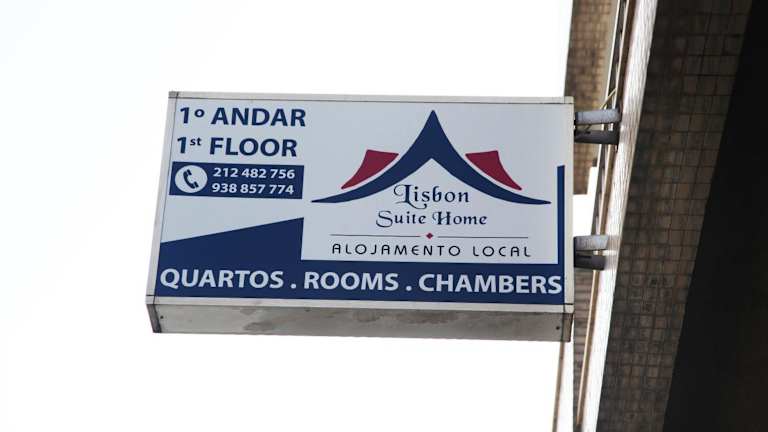 1º ANDAR
1st FLOOR
212 482 756
938 857 774
Lisbon
Suite Home
ALOJAMENTO LOCAL
QUARTOS . ROOMS . CHAMBERS